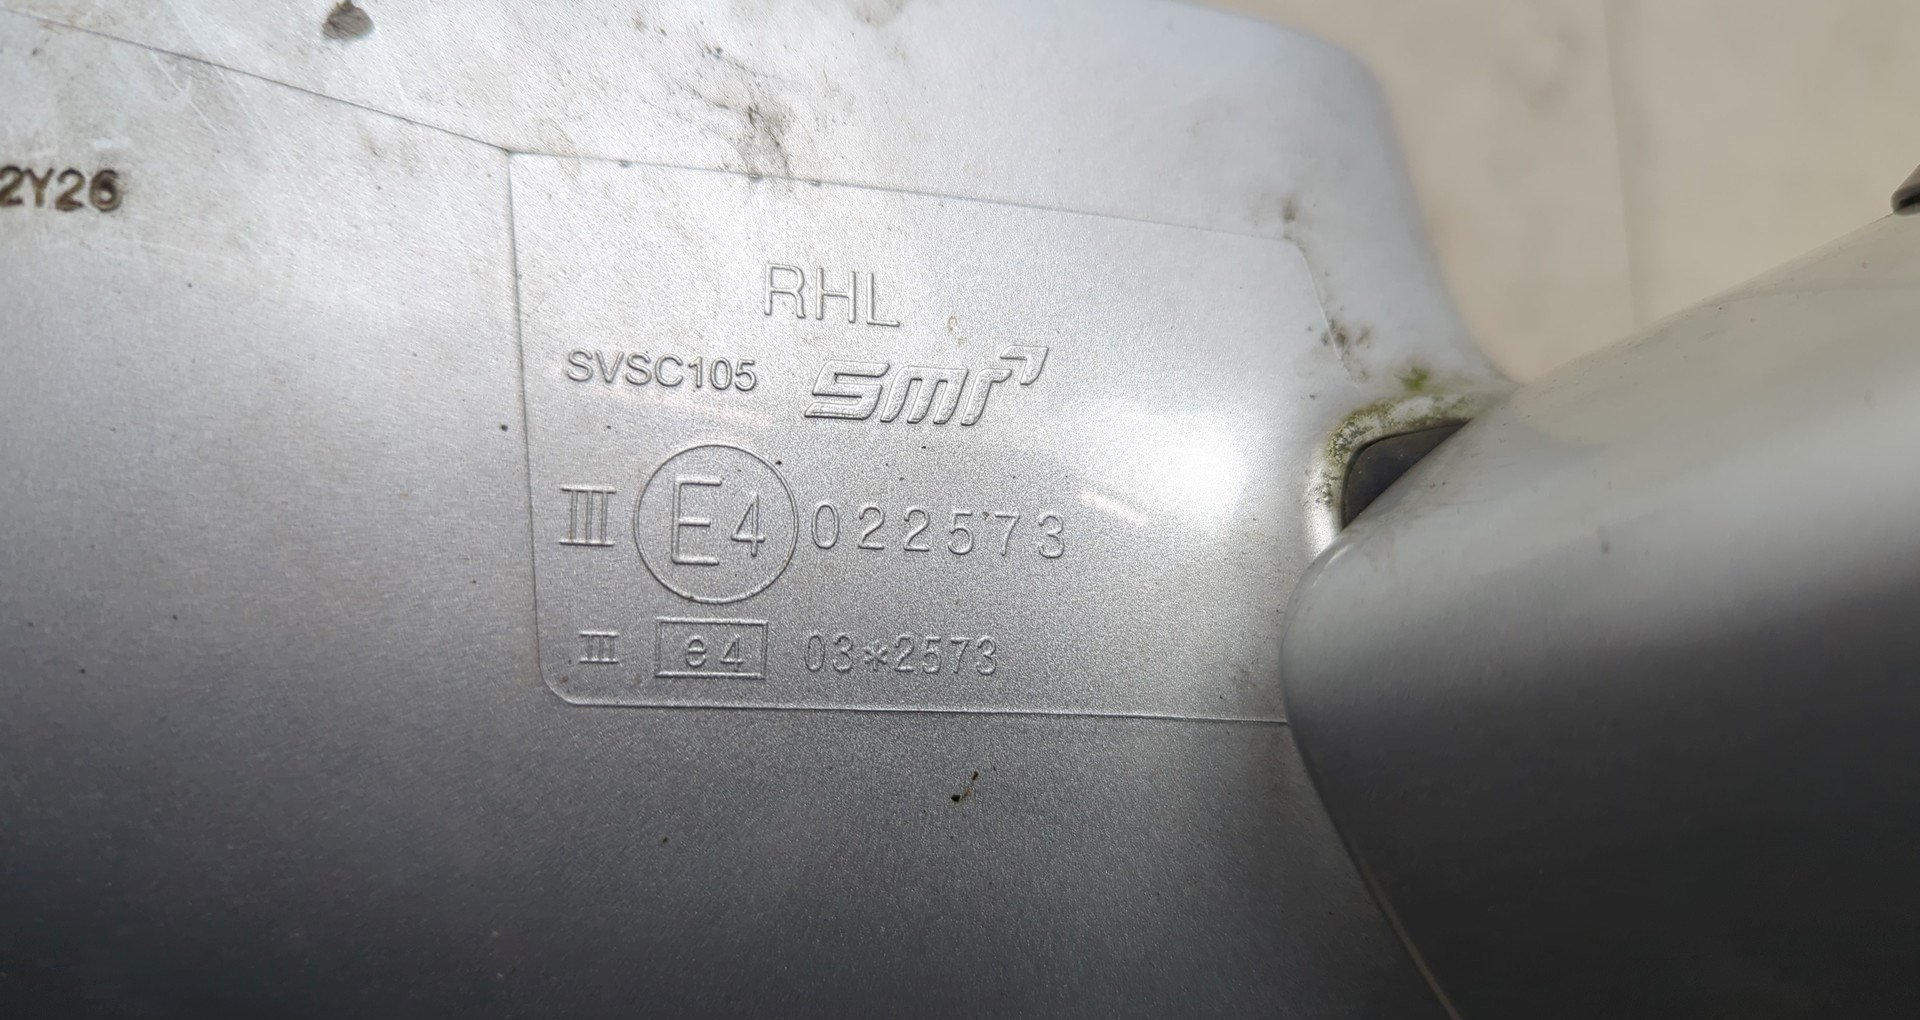 2Y26
RHL
SVSC105 smr
III E4 022573
III e4 03*2573